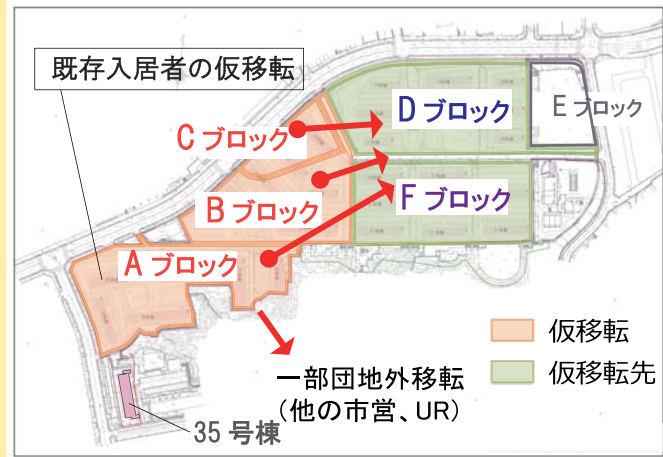 既存入居者の仮移転
C ブロック
D ブロック
E ブロック
B ブロック
F ブロック
A ブロック
仮移転
一部団地外移転
仮移転先
(他の市営、UR)
35 号棟